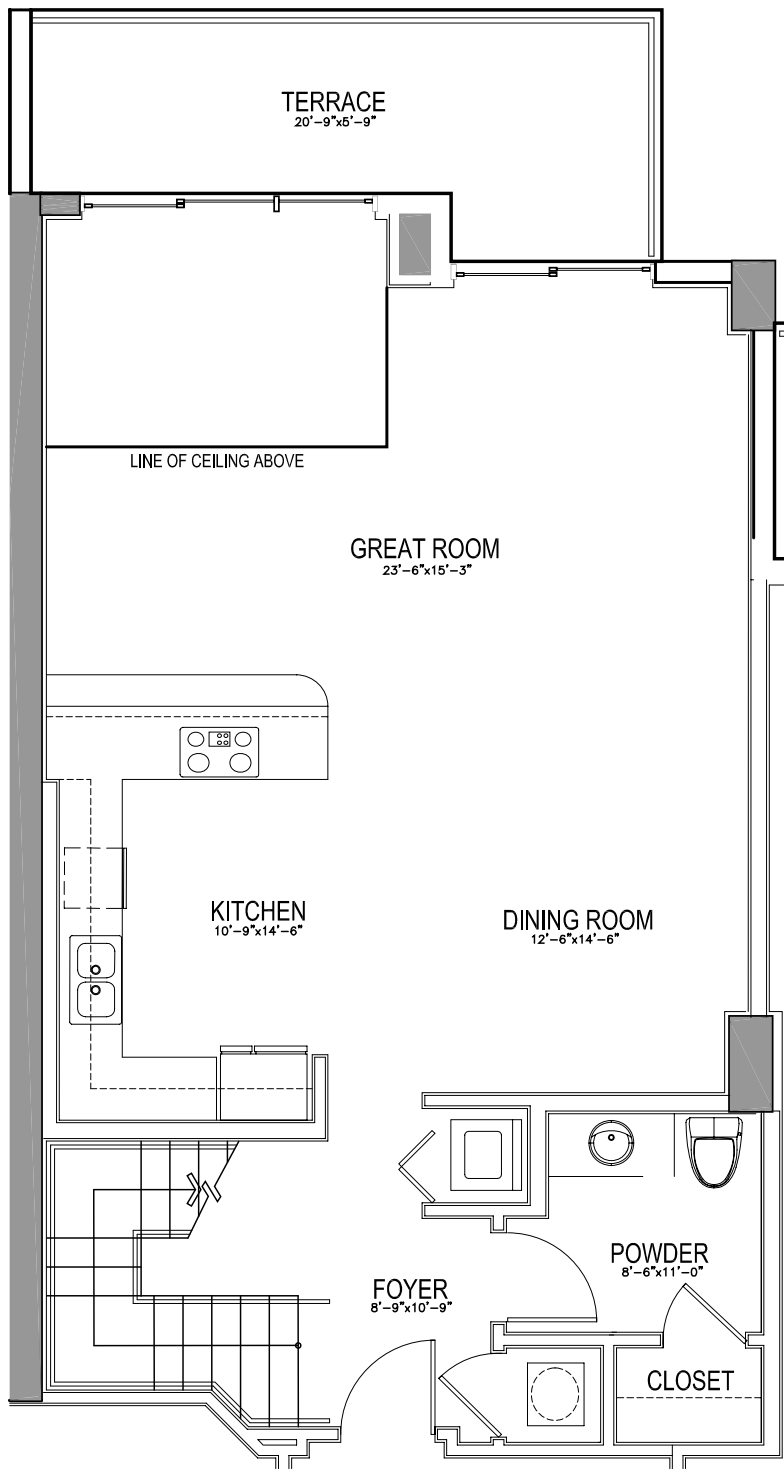 TERRACE
20'-9"x5'-9"
LINE OF CEILING ABOVE
GREAT ROOM
23'-6"x15'-3"
KITCHEN
10'-9"x14'-6"
DINING ROOM
12'-6"x14'-6"
POWDER
8'-6"x11'-0"
FOYER
8'-9"x10'-9"
CLOSET